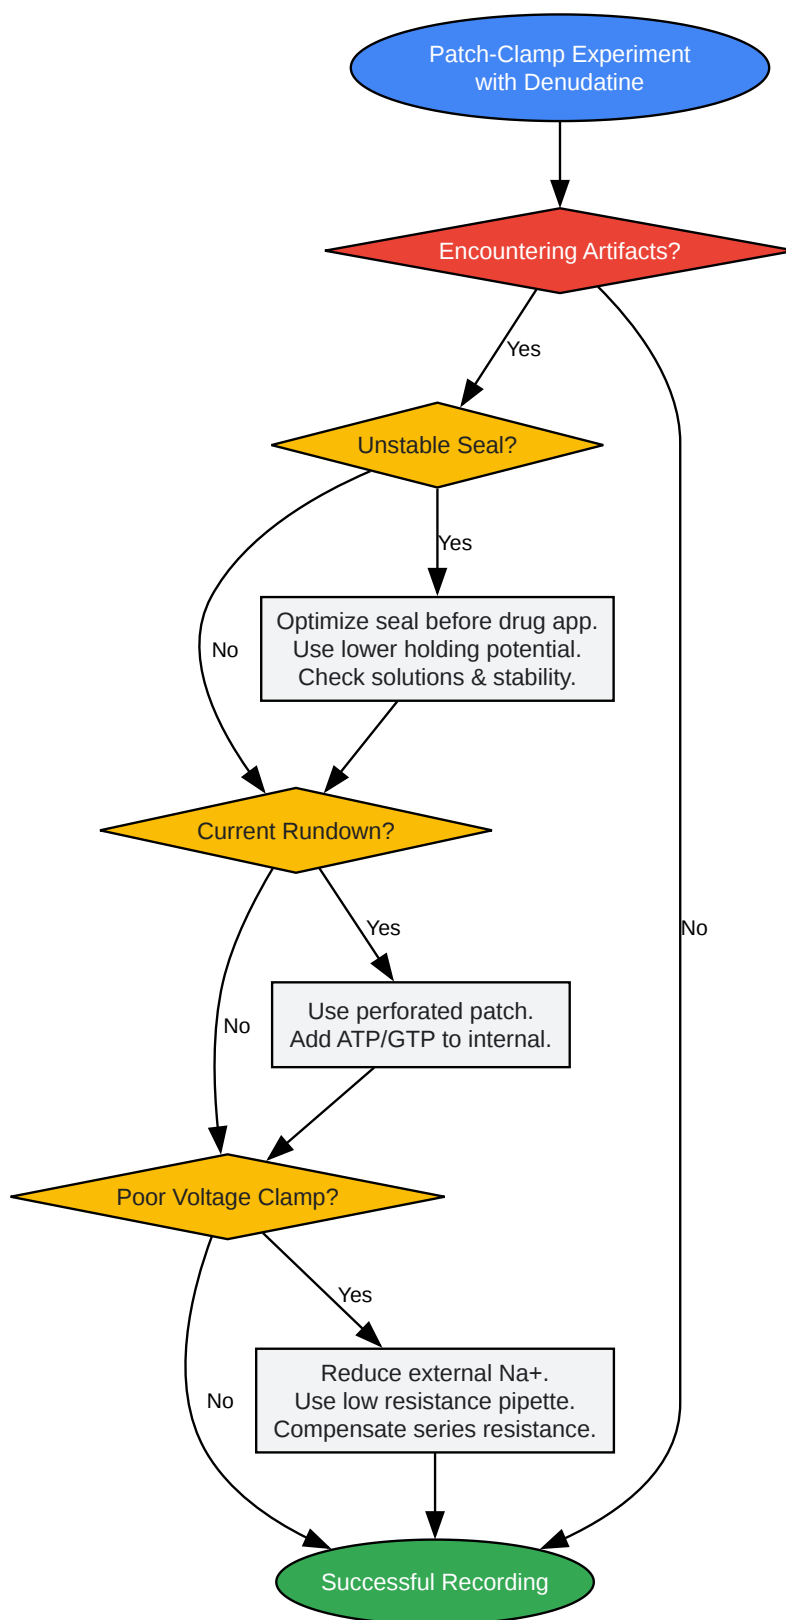 Patch-Clamp Experiment
with Denudatine
Encountering Artifacts?
Yes
Unstable Seal?
Yes
Optimize seal before drug app.
Use lower holding potential.
Check solutions & stability.
No
Current Rundown?
Yes
No
Use perforated patch.
Add ATP/GTP to internal.
No
Poor Voltage Clamp?
Yes
Reduce external Na+.
Use low resistance pipette.
Compensate series resistance.
No
Successful Recording